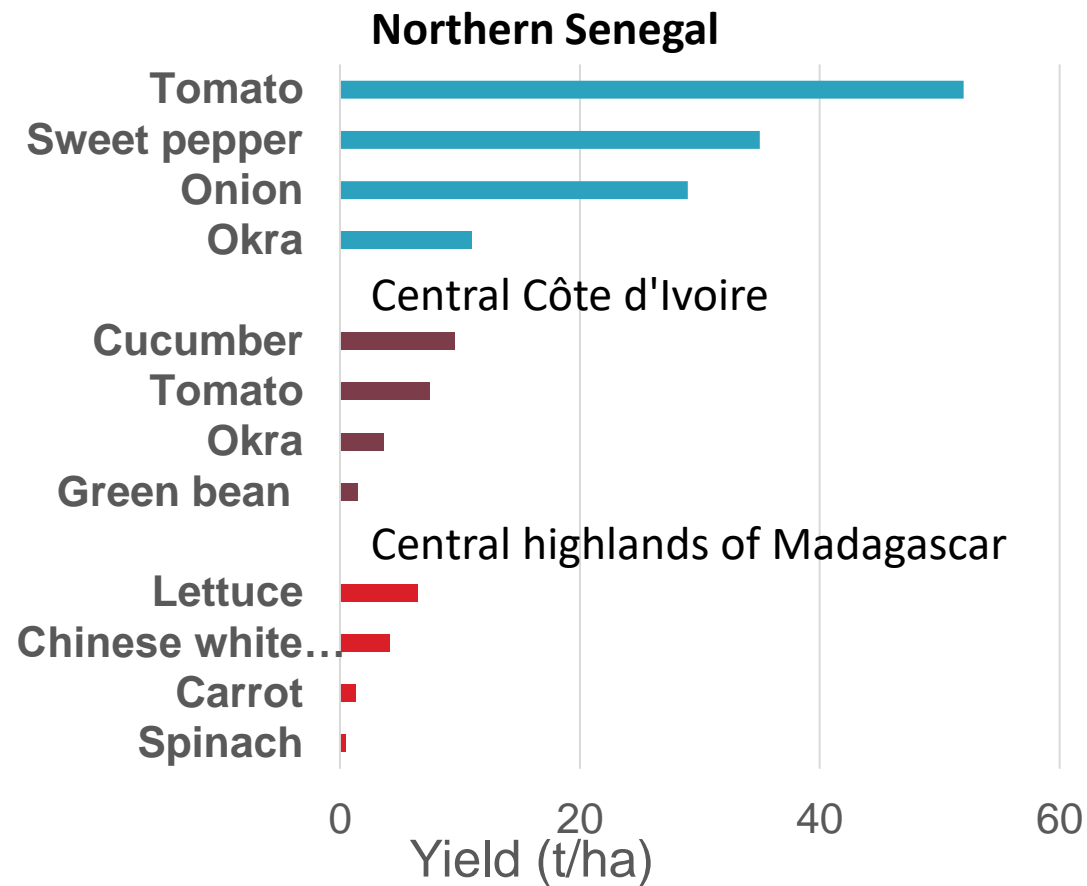 Northern Senegal
Tomato
Sweet pepper
Onion
Okra
Central Côte d'Ivoire
Cucumber
Tomato
Okra
Green bean
Central highlands of Madagascar
Lettuce
Chinese white…
Carrot
Spinach
0 20 40 60
Yield (t/ha)